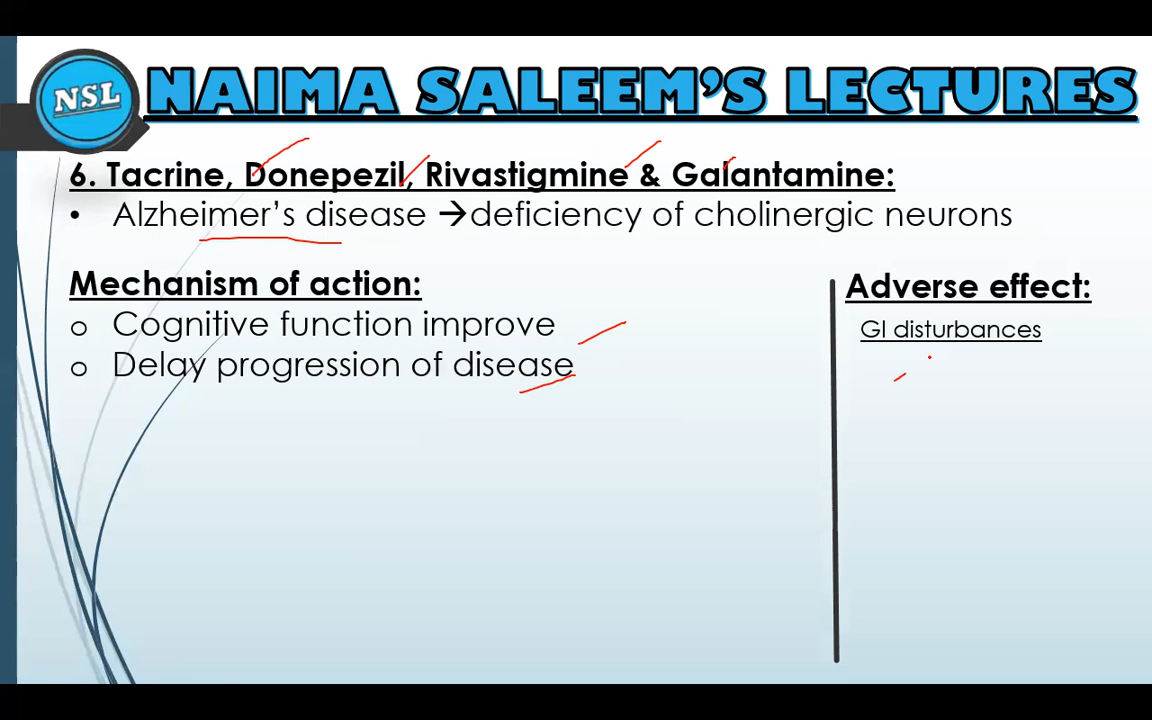 NSL
NAIMA SALEEM'S LECTURES
6. Tacrine, Donepezil, Rivastigmine & Galantamine:
• Alzheimer's disease →deficiency of cholinergic neurons
Mechanism of action:
o Cognitive function improve
o Delay progression of disease
Adverse effect:
GI disturbances